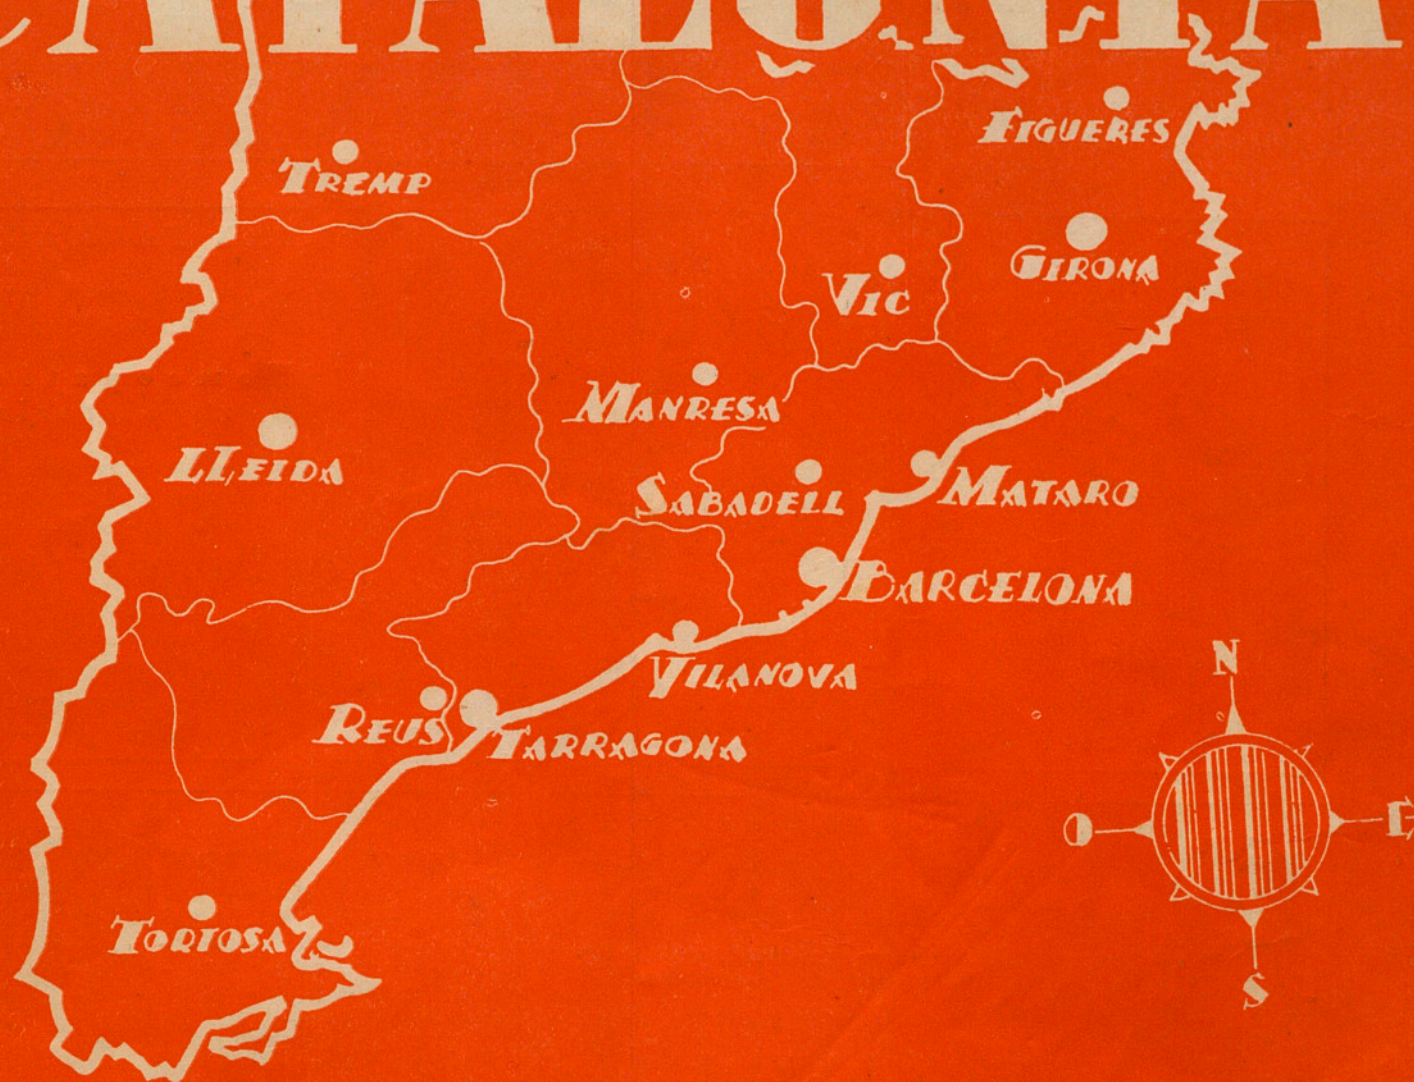 CATALONIA
FIGUERES
TREMP
GIRONA
VIC
MANRESA
LLEIDA
SABADELL
MATARO
BARCELONA
N
VILANOVA
REUS
TARRAGONA
O
E
TORTOSA
S